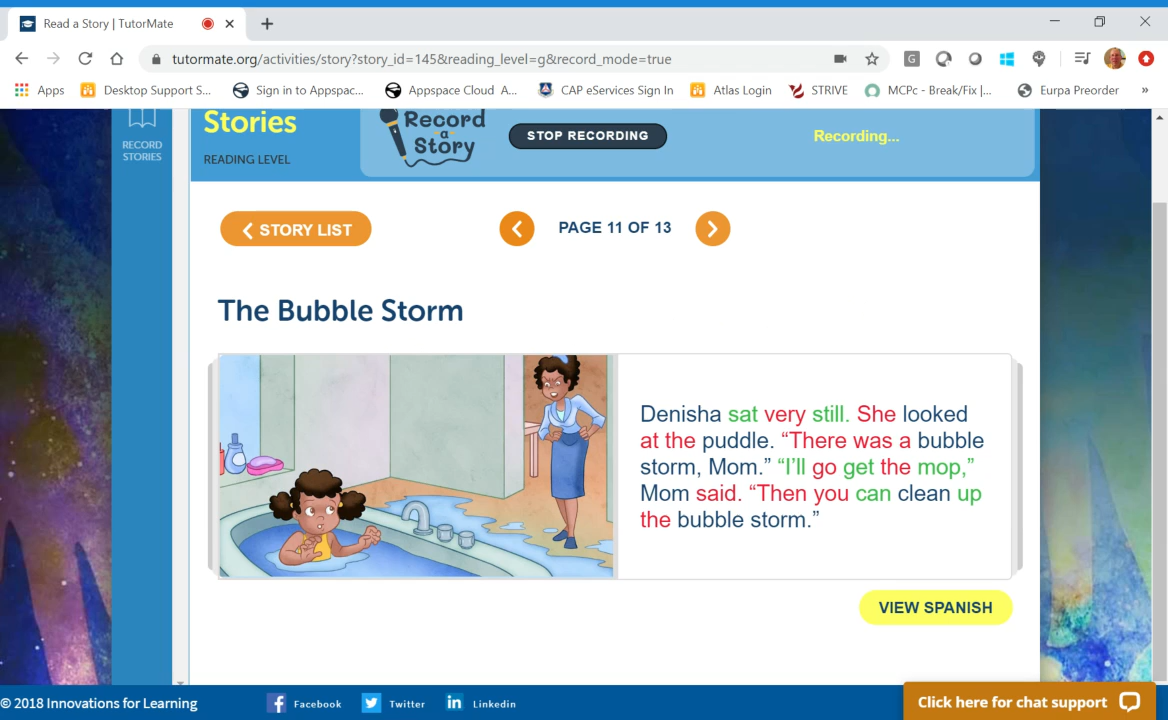 Read a Story | TutorMate
tutormate.org/activities/story?story_id=145&reading_level=g&record_mode=true
G
Apps
Desktop Support S...
Sign in to Appspac...
Appspace Cloud A...
CAP eServices Sign In
Atlas Login
STRIVE
MCPc - Break/Fix |...
Eurpa Preorder
»
RECORD
STORIES
Stories
READING LEVEL
Record
a
Story
STOP RECORDING
Recording...
STORY LIST
PAGE 11 OF 13
The Bubble Storm
Denisha sat very still. She looked
at the puddle. “There was a bubble
storm, Mom.” “I’ll go get the mop,”
Mom said. “Then you can clean up
the bubble storm.”
VIEW SPANISH
© 2018 Innovations for Learning
Facebook
Twitter
in Linkedin
Click here for chat support